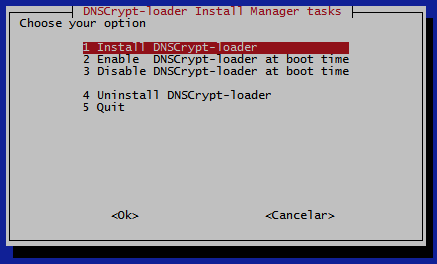 DNSCrypt-loader Install Manager tasks
Choose your option
1 Install DNSCrypt-loader
2 Enable  DNSCrypt-loader at boot time
3 Disable DNSCrypt-loader at boot time
4 Uninstall DNSCrypt-loader
5 Quit
<Ok> <Cancelar>